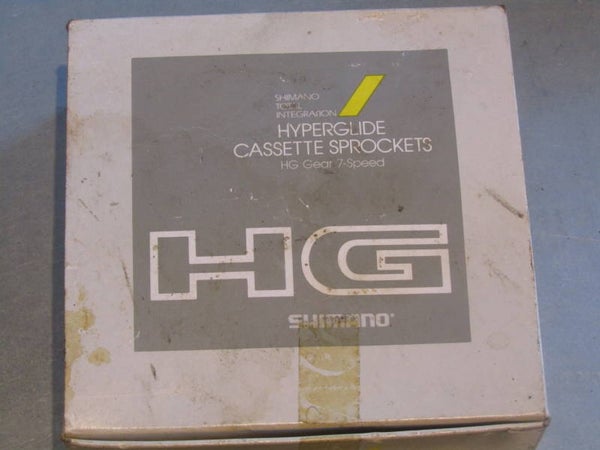 SHIMANO
TOTAL
INTEGRATION
HYPERGLIDE
CASSETTE SPROCKETS
HG Gear 7-Speed
HG
SHIMANO